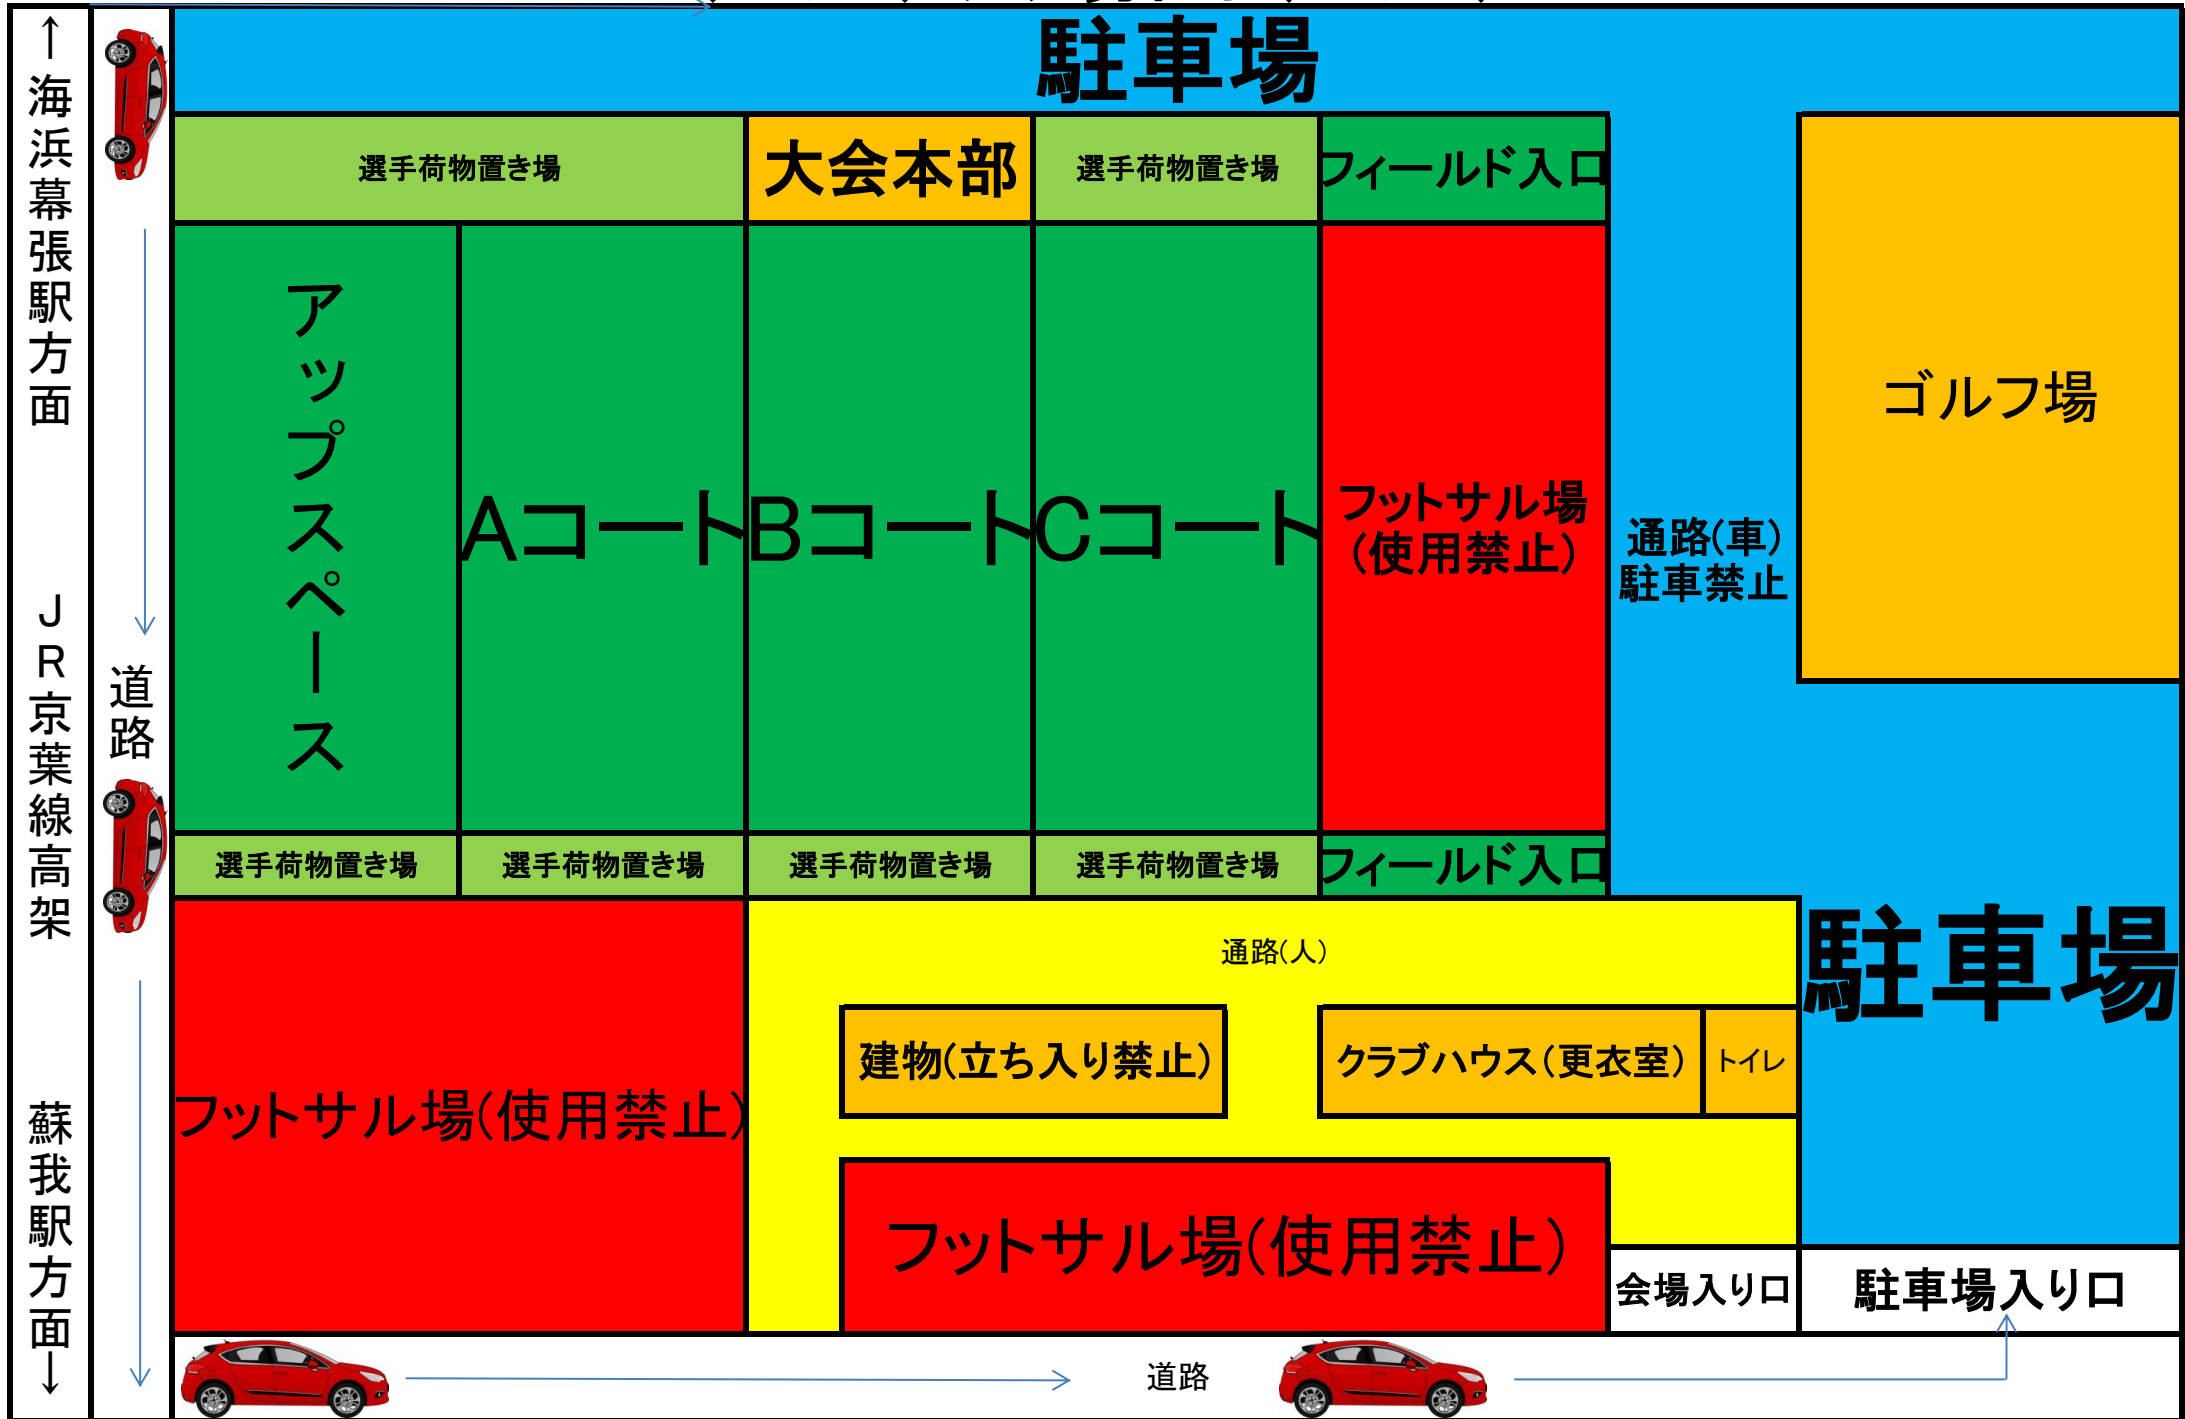 駐車場
↑海浜幕張駅方面
JR京葉線高架
蘇我駅方面↓
道路
選手荷物置き場
大会本部
選手荷物置き場
フィールド入口
アップスペース
Aコート
Bコート
Cコート
フットサル場
(使用禁止)
通路(車)
駐車禁止
ゴルフ場
選手荷物置き場
選手荷物置き場
選手荷物置き場
選手荷物置き場
フィールド入口
駐車場
通路(人)
建物(立ち入り禁止)
クラブハウス(更衣室)
トイレ
フットサル場(使用禁止)
フットサル場(使用禁止)
会場入り口
駐車場入り口
道路